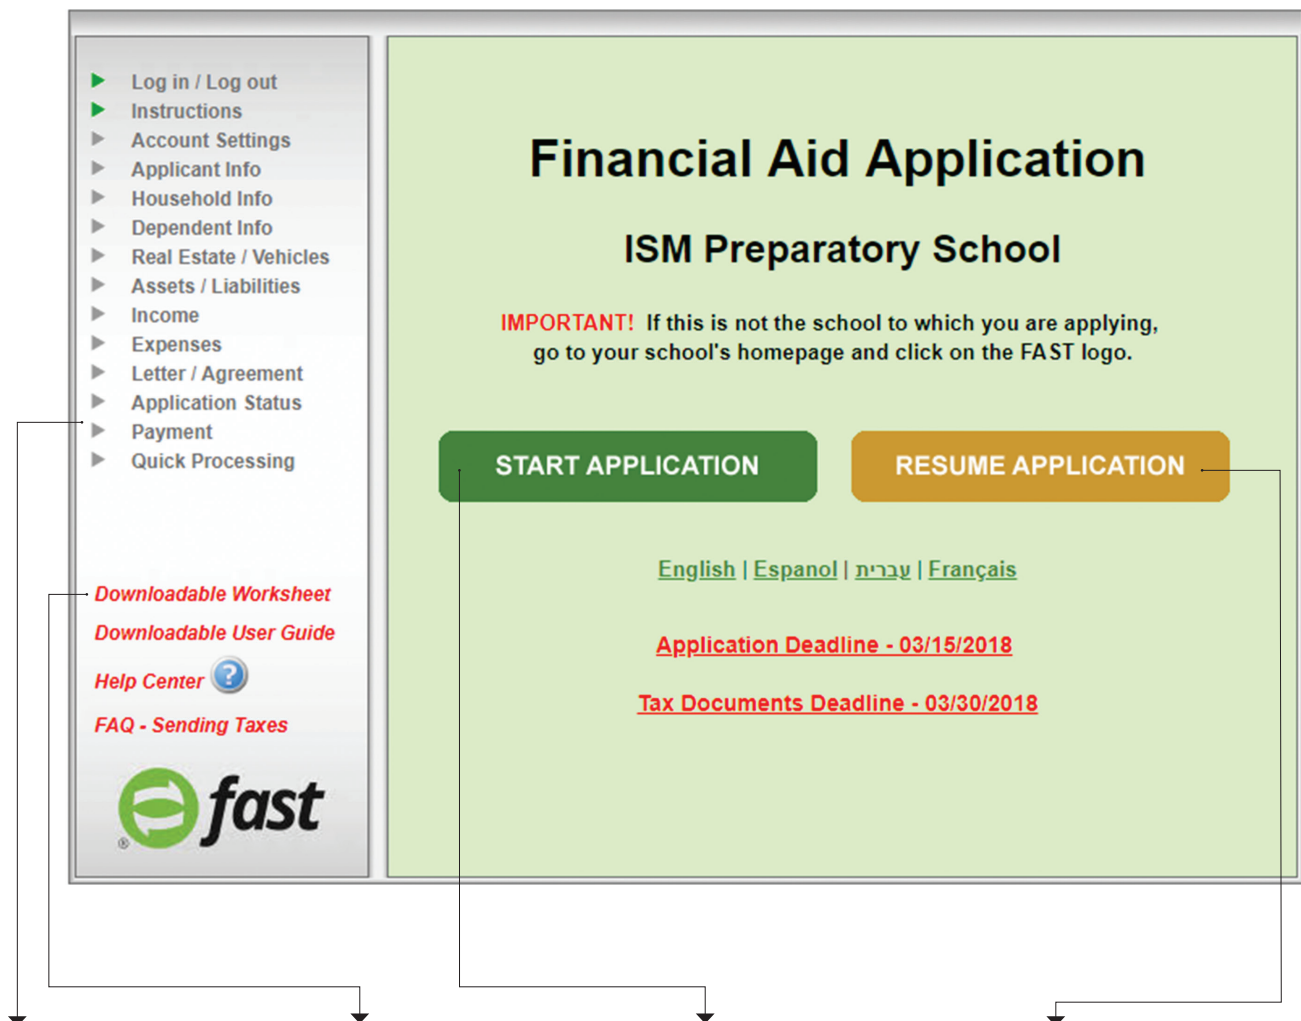 Log in / Log out
Instructions
Account Settings
Applicant Info
Household Info
Dependent Info
Real Estate / Vehicles
Assets / Liabilities
Income
Expenses
Letter / Agreement
Application Status
Payment
Quick Processing
Downloadable Worksheet
Downloadable User Guide
Help Center ?
FAQ - Sending Taxes
fast
®
Financial Aid Application
ISM Preparatory School
IMPORTANT! If this is not the school to which you are applying,
go to your school's homepage and click on the FAST logo.
START APPLICATION
RESUME APPLICATION
English | Espanol | עברית | Français
Application Deadline - 03/15/2018
Tax Documents Deadline - 03/30/2018